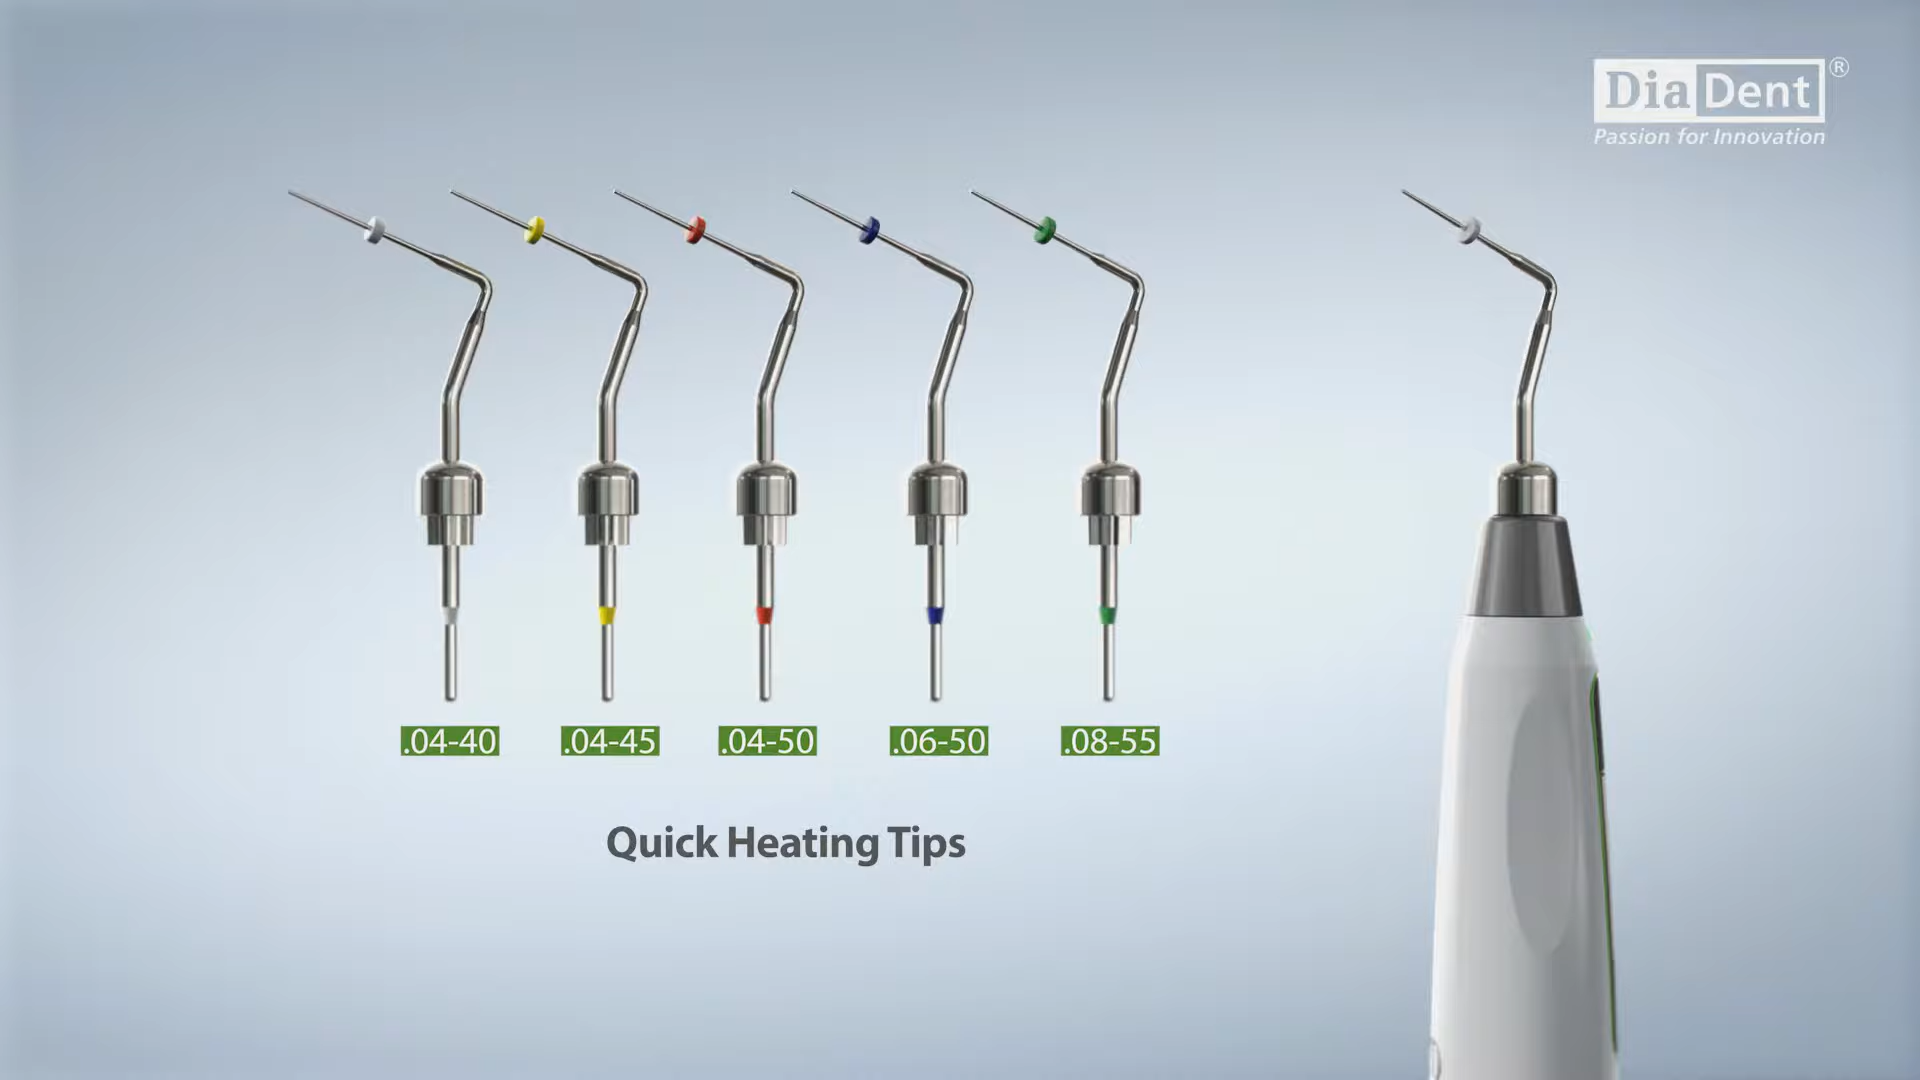 DiaDent®
Passion for Innovation
.04-40 .04-45 .04-50 .06-50 .08-55
Quick Heating Tips